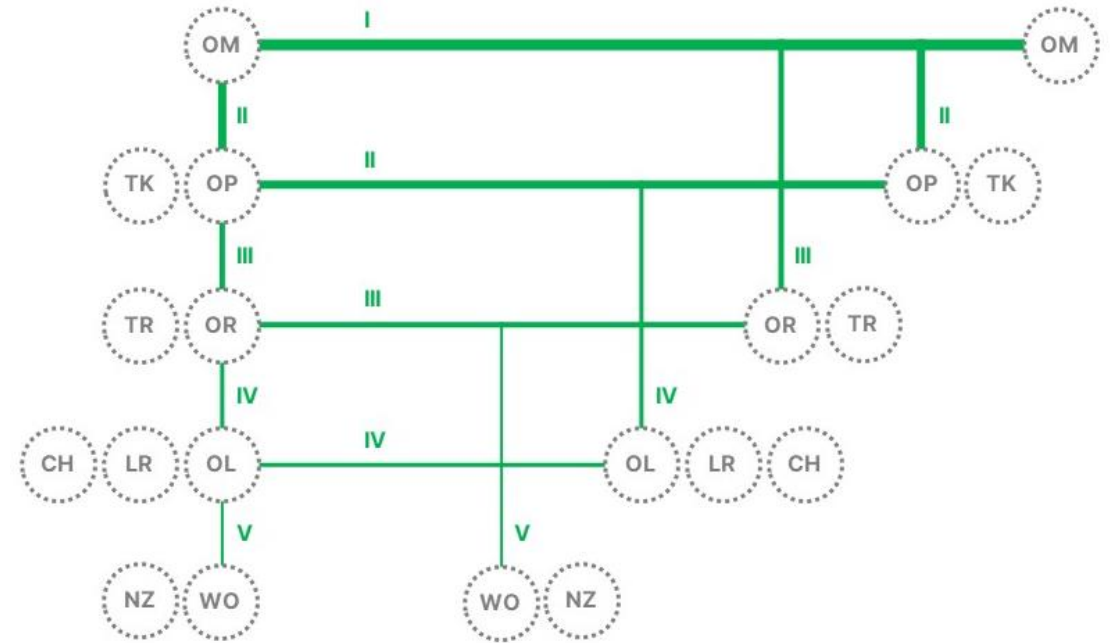 I
OM OM
II II
II
TK OP OP TK
III III
III
TR OR OR TR
IV IV
IV
CH LR OL OL LR CH
V V
NZ WO WO NZ